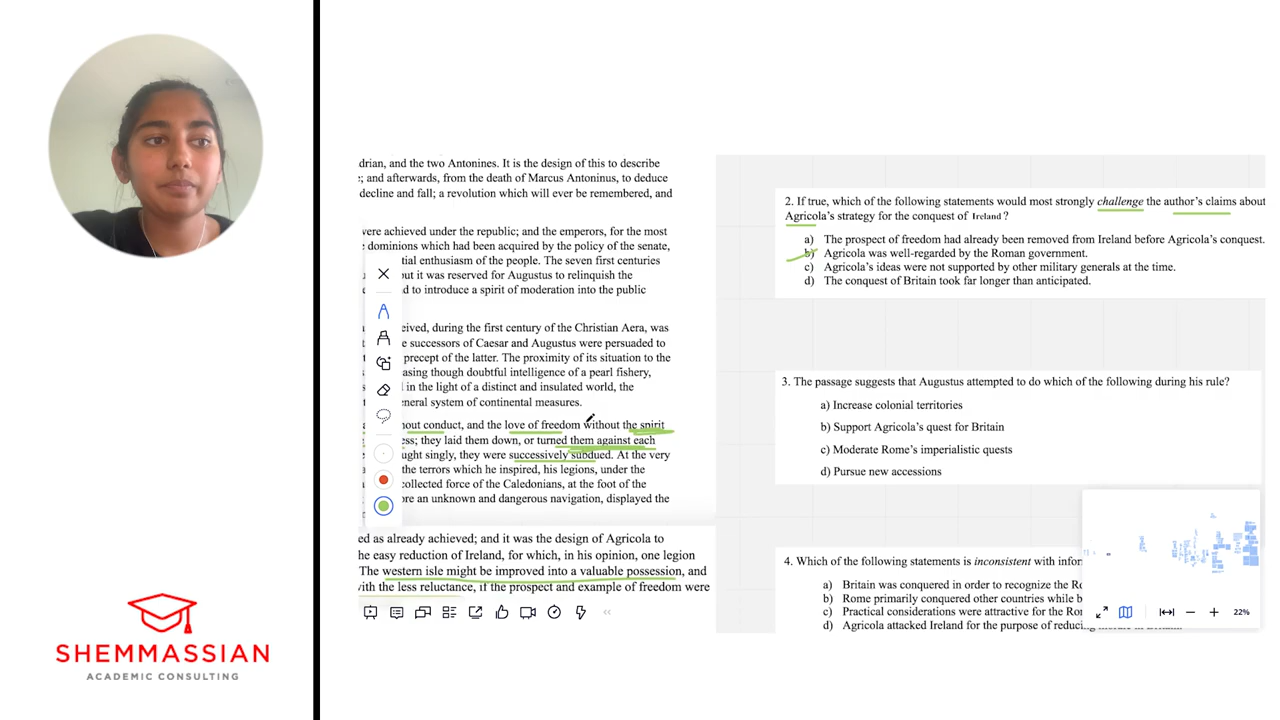 drian, and the two Antonines. It is the design of this to describe
; and afterwards, from the death of Marcus Antoninus, to deduce
decline and fall; a revolution which will ever be remembered, and
were achieved under the republic; and the emperors, for the most
dominions which had been acquired by the policy of the senate,
tial enthusiasm of the people. The seven first centuries
but it was reserved for Augustus to relinquish the
d to introduce a spirit of moderation into the public
eived, during the first century of the Christian Aera, was
e successors of Caesar and Augustus were persuaded to
precept of the latter. The proximity of its situation to the
asing though doubtful intelligence of a pearl fishery,
in the light of a distinct and insulated world, the
eneral system of continental measures.
hout conduct, and the love of freedom without the spirit
ess; they laid them down, or turned them against each
ught singly, they were successively subdued. At the very
the terrors which he inspired, his legions, under the
collected force of the Caledonians, at the foot of the
re an unknown and dangerous navigation, displayed the
ed as already achieved; and it was the design of Agricola to
he easy reduction of Ireland, for which, in his opinion, one legion
The western isle might be improved into a valuable possession, and
with the less reluctance, if the prospect and example of freedom were
2. If true, which of the following statements would most strongly challenge the author's claims about
Agricola's strategy for the conquest of Ireland?
a) The prospect of freedom had already been removed from Ireland before Agricola's conquest.
b) Agricola was well-regarded by the Roman government.
c) Agricola's ideas were not supported by other military generals at the time.
d) The conquest of Britain took far longer than anticipated.
3. The passage suggests that Augustus attempted to do which of the following during his rule?
a) Increase colonial territories
b) Support Agricola's quest for Britain
c) Moderate Rome's imperialistic quests
d) Pursue new accessions
4. Which of the following statements is inconsistent with infor
a) Britain was conquered in order to recognize the Ro
b) Rome primarily conquered other countries while b
c) Practical considerations were attractive for the Ro
d) Agricola attacked Ireland for the purpose of reducing
22%
SHEMMASSIAN
ACADEMIC CONSULTING